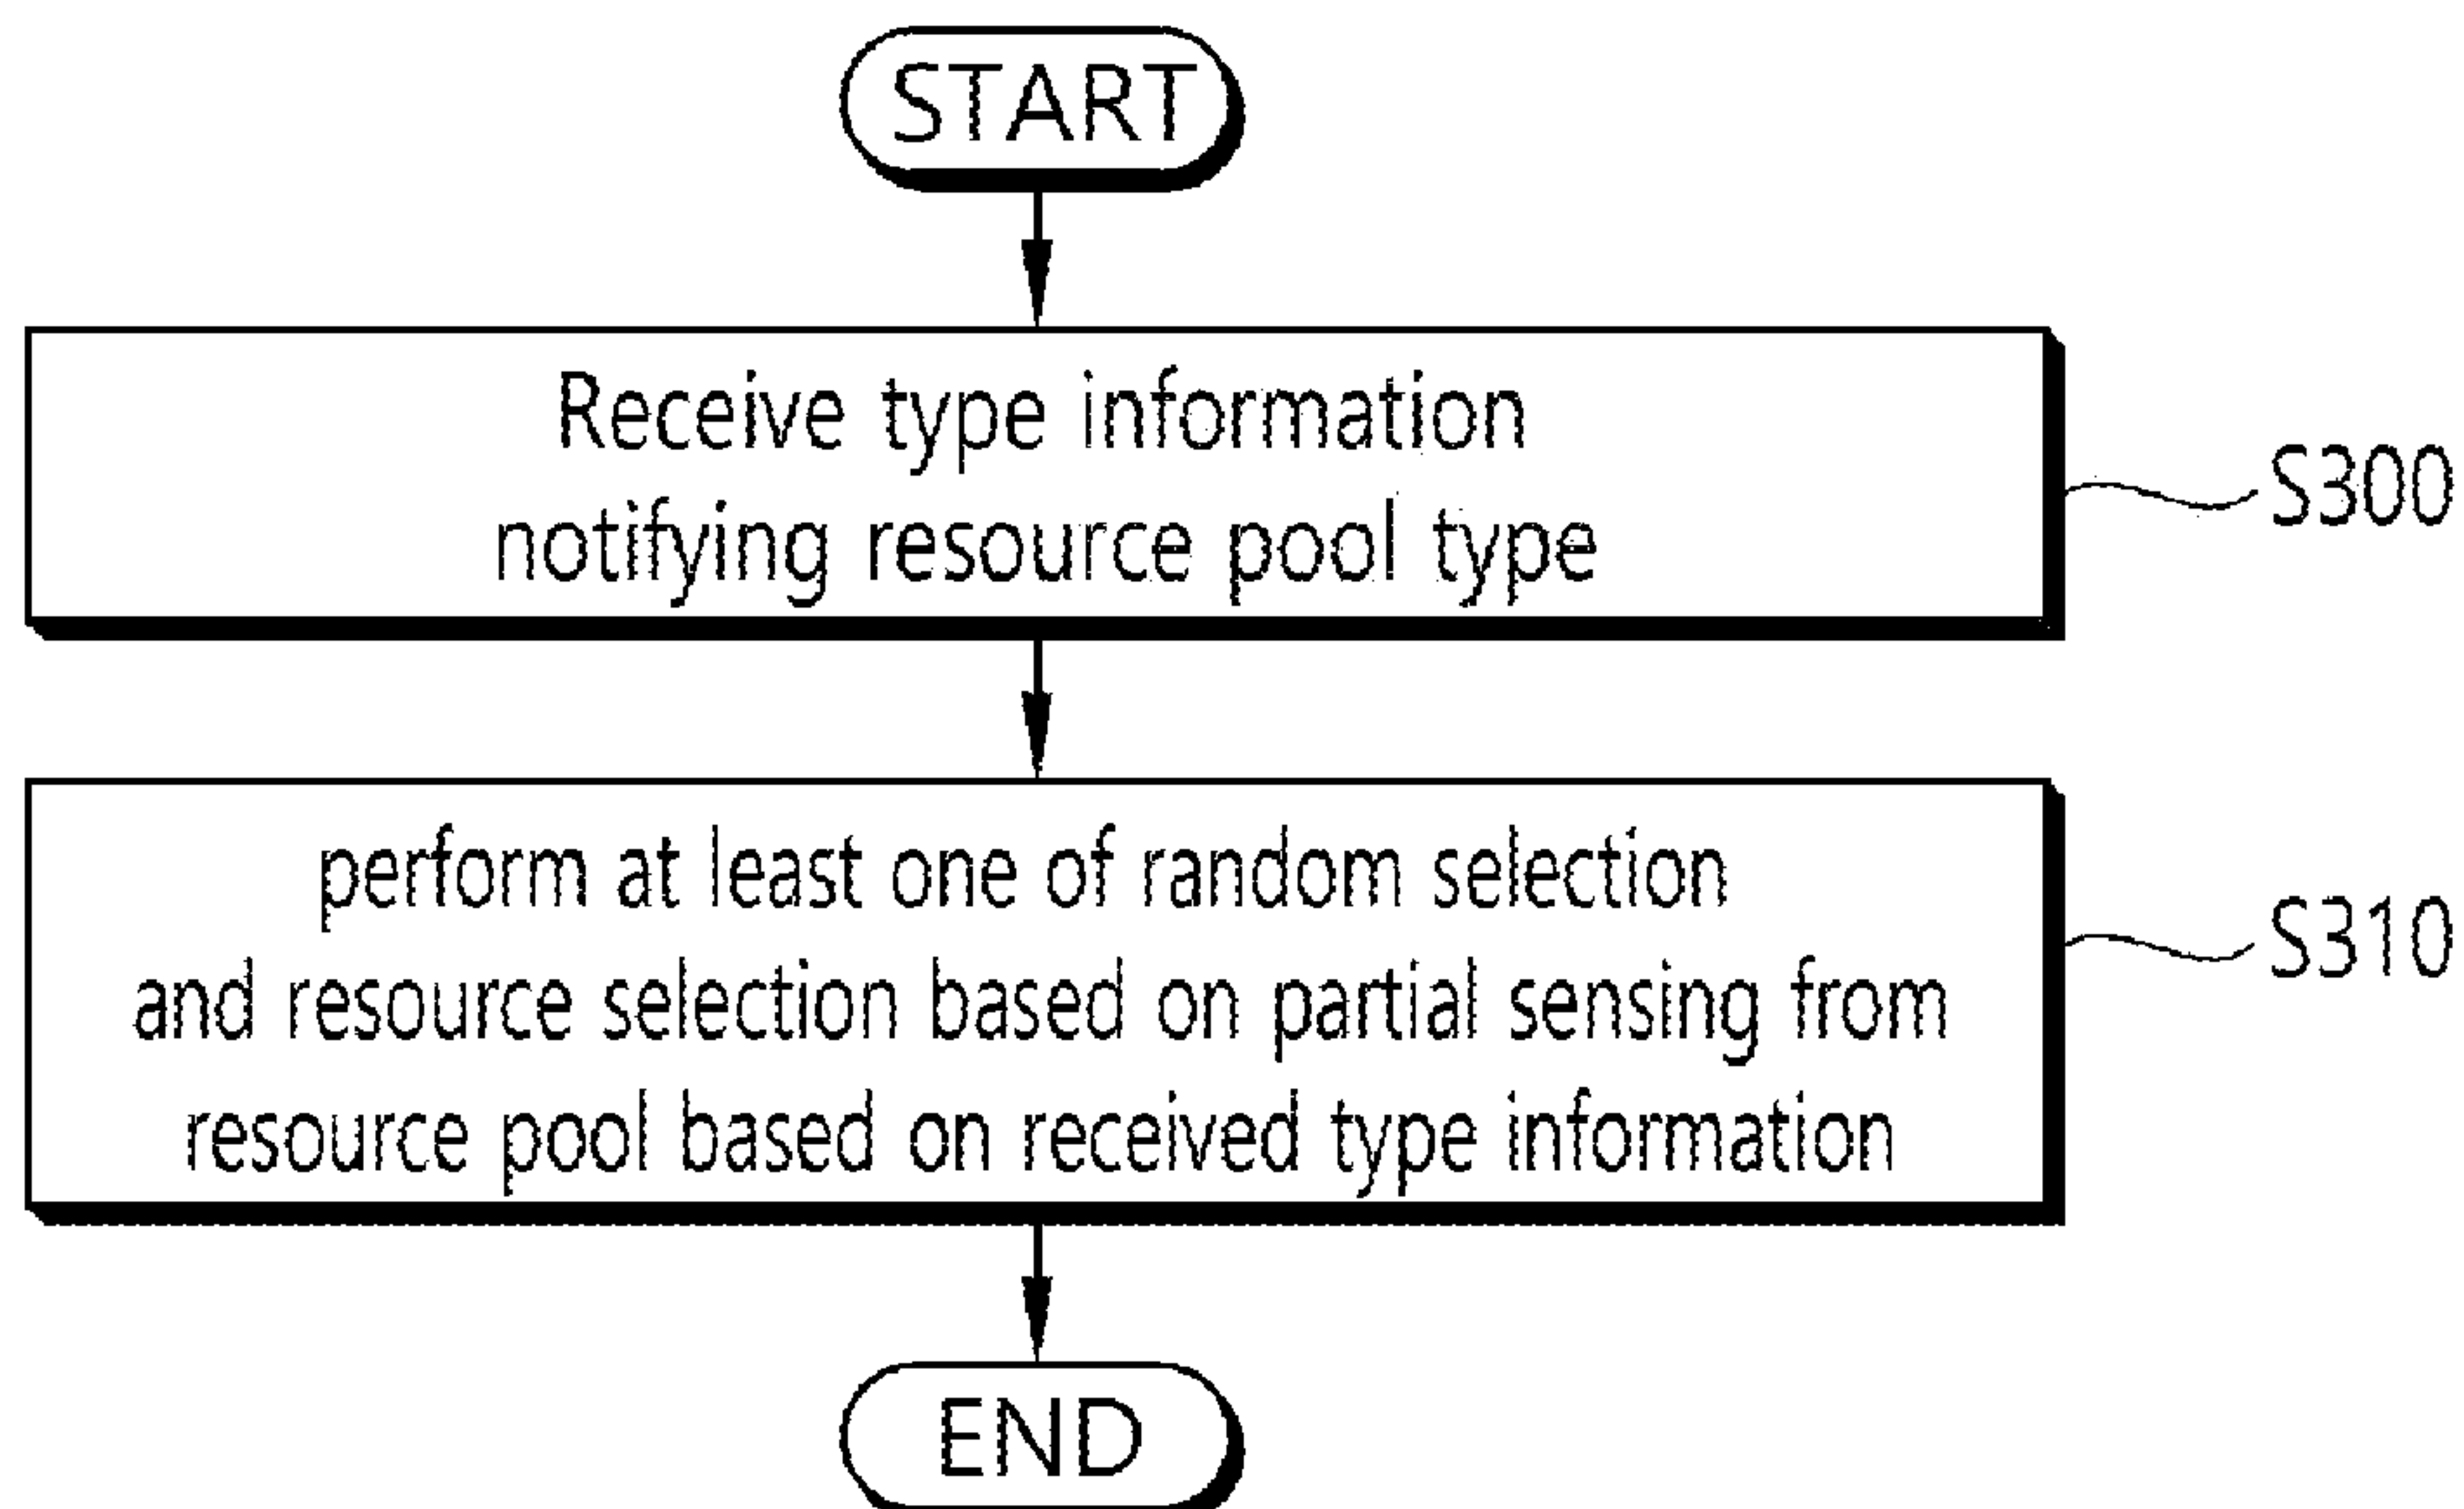 START
Receive type information
notifying resource pool type
S300
perform at least one of random selection
and resource selection based on partial sensing from
resource pool based on received type information
S310
END